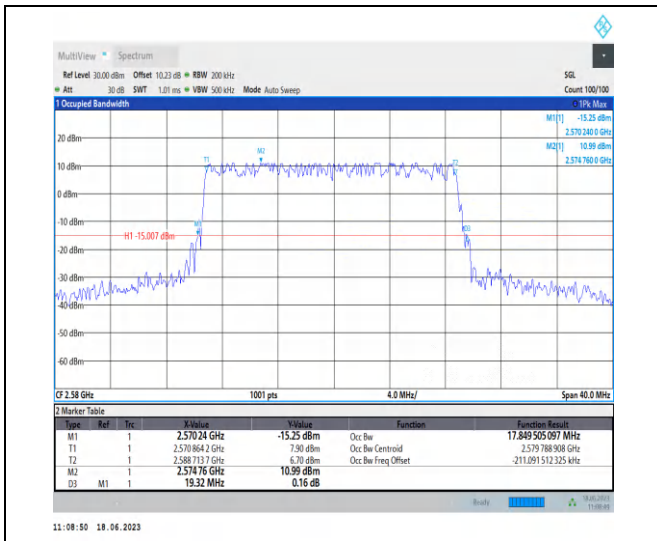 MultiView Spectrum
Ref Level 30.00 dBm Offset 10.23 dB RBW 200 kHz SGL
Att 30 dB SWT 1.01 ms VBW 500 kHz Mode Auto Sweep Count 100/100
1 Occupied Bandwidth 1Pk Max
M1[1] -15.25 dBm
2.570 240 0 GHz
M2[1] 10.99 dBm
2.574 760 0 GHz
20 dBm
M2
T1
T2
10 dBm
0 dBm
-10 dBm
M1
D3
H1 -15.007 dBm
-20 dBm
-30 dBm
-40 dBm
-50 dBm
-60 dBm
CF 2.58 GHz 1001 pts 4.0 MHz/ Span 40.0 MHz
2 Marker Table
Type Ref Trc X-Value Y-Value Function Function Result
M1 1 2.57024 GHz -15.25 dBm Occ Bw 17.849 505 097 MHz
T1 1 2.570 864 2 GHz 7.90 dBm Occ Bw Centroid 2.579 788 908 GHz
T2 1 2.588 713 7 GHz 6.70 dBm Occ Bw Freq Offset -211.091 512 325 kHz
M2 1 2.574 76 GHz 10.99 dBm
D3 M1 1 19.32 MHz 0.16 dB
Ready 18.06.2023
11:08:49
11:08:50 18.06.2023